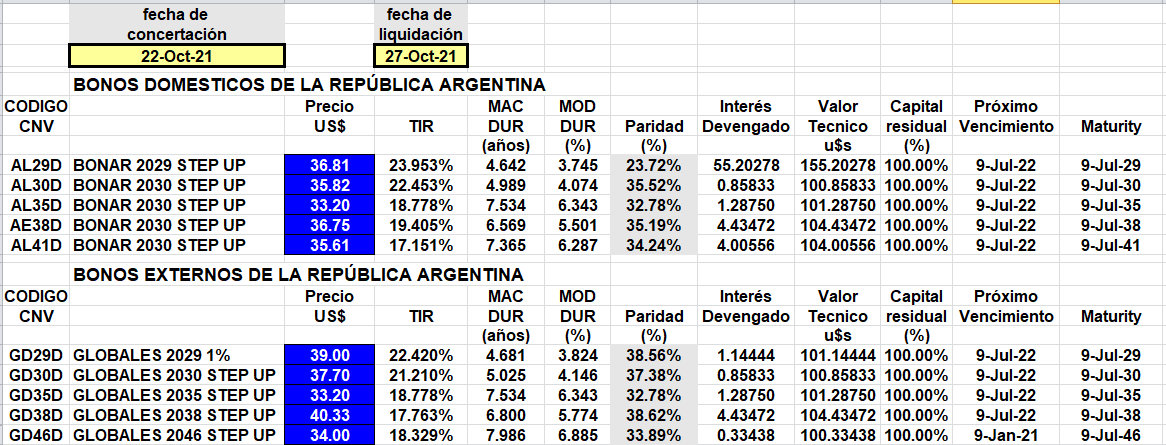 fecha de fecha de
concertación liquidación
22-Oct-21 27-Oct-21
BONOS DOMESTICOS DE LA REPÚBLICA ARGENTINA
CODIGO Precio MAC MOD Interés Valor Capital Próximo
CNV US$ TIR DUR DUR Paridad Devengado Tecnico residual Vencimiento Maturity
(años) (%) (%) u$s (%)
AL29D BONAR 2029 STEP UP 36.81 23.953% 4.642 3.745 23.72% 55.20278 155.20278 100.00% 9-Jul-22 9-Jul-29
AL30D BONAR 2030 STEP UP 35.82 22.453% 4.989 4.074 35.52% 0.85833 100.85833 100.00% 9-Jul-22 9-Jul-30
AL35D BONAR 2030 STEP UP 33.20 18.778% 7.534 6.343 32.78% 1.28750 101.28750 100.00% 9-Jul-22 9-Jul-35
AE38D BONAR 2030 STEP UP 36.75 19.405% 6.569 5.501 35.19% 4.43472 104.43472 100.00% 9-Jul-22 9-Jul-38
AL41D BONAR 2030 STEP UP 35.61 17.151% 7.365 6.287 34.24% 4.00556 104.00556 100.00% 9-Jul-22 9-Jul-41
BONOS EXTERNOS DE LA REPÚBLICA ARGENTINA
CODIGO Precio MAC MOD Interés Valor Capital Próximo
CNV US$ TIR DUR DUR Paridad Devengado Tecnico residual Vencimiento Maturity
(años) (%) (%) u$s (%)
GD29D GLOBALES 2029 1% 39.00 22.420% 4.681 3.824 38.56% 1.14444 101.14444 100.00% 9-Jul-22 9-Jul-29
GD30D GLOBALES 2030 STEP UP 37.70 21.210% 5.025 4.146 37.38% 0.85833 100.85833 100.00% 9-Jul-22 9-Jul-30
GD35D GLOBALES 2035 STEP UP 33.20 18.778% 7.534 6.343 32.78% 1.28750 101.28750 100.00% 9-Jul-22 9-Jul-35
GD38D GLOBALES 2038 STEP UP 40.33 17.763% 6.800 5.774 38.62% 4.43472 104.43472 100.00% 9-Jul-22 9-Jul-38
GD46D GLOBALES 2046 STEP UP 34.00 18.329% 7.986 6.885 33.89% 0.33438 100.33438 100.00% 9-Jan-21 9-Jul-46